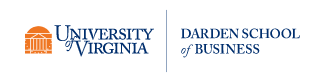 UNIVERSITY
of VIRGINIA
DARDEN SCHOOL
of BUSINESS